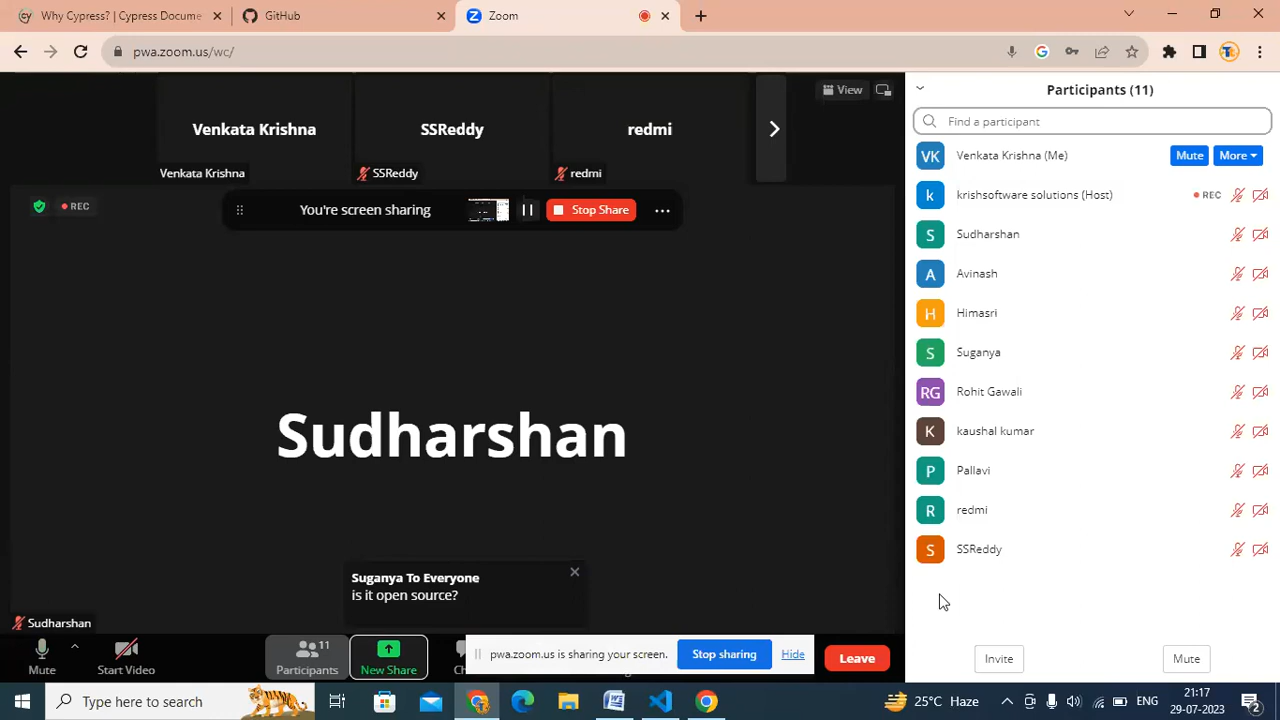 Why Cypress? | Cypress Docume
GitHub
Zoom
pwa.zoom.us/wc/
Venkata Krishna
SSReddy
redmi
View
Venkata Krishna
SSReddy
redmi
REC
You're screen sharing
Stop Share
Sudharshan
Suganya To Everyone
is it open source?
Sudharshan
Mute
Start Video
11
Participants
New Share
pwa.zoom.us is sharing your screen.
Stop sharing
Hide
Leave
Participants (11)
Find a participant
VK Venkata Krishna (Me) Mute More
k krishsoftware solutions (Host) REC
S Sudharshan
A Avinash
H Himasri
S Suganya
RG Rohit Gawali
K kaushal kumar
P Pallavi
R redmi
S SSReddy
Invite
Mute
Type here to search
25°C Haze
ENG
21:17
29-07-2023
2